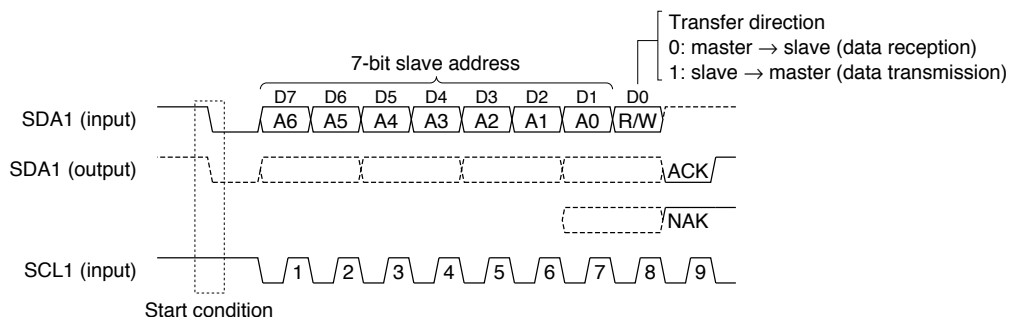 Transfer direction
0: master → slave (data reception)
1: slave → master (data transmission)
7-bit slave address
D7 D6 D5 D4 D3 D2 D1 D0
SDA1 (input) A6 A5 A4 A3 A2 A1 A0 R/W
SDA1 (output) ACK
NAK
SCL1 (input) 1 2 3 4 5 6 7 8 9
Start condition